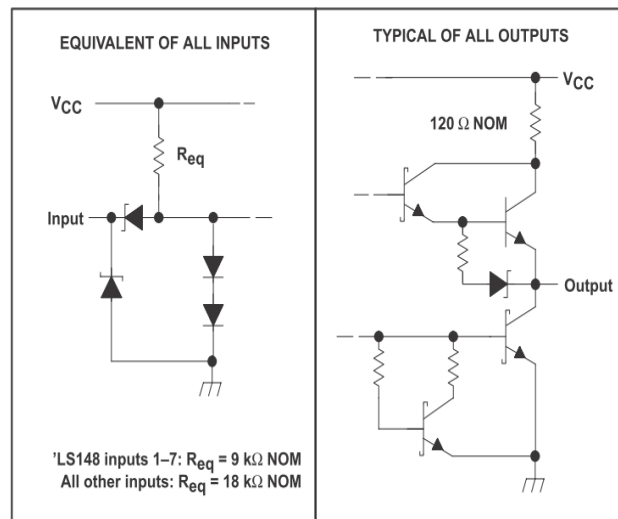 EQUIVALENT OF ALL INPUTS
VCC
Req
Input
'LS148 inputs 1–7: Req = 9 kΩ NOM
All other inputs: Req = 18 kΩ NOM
TYPICAL OF ALL OUTPUTS
VCC
120 Ω NOM
Output